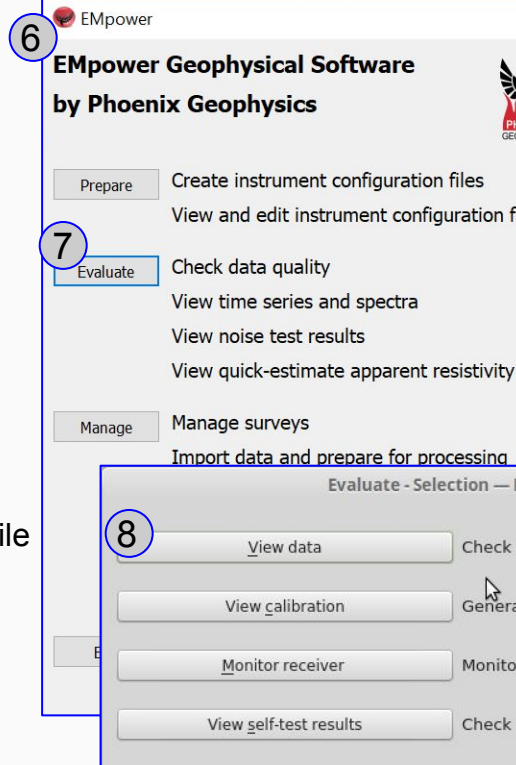 6
EMpower
EMpower Geophysical Software
by Phoenix Geophysics
Prepare
Create instrument configuration files
View and edit instrument configuration f
7
Evaluate
Check data quality
View time series and spectra
View noise test results
View quick-estimate apparent resistivity
Manage
Manage surveys
Import data and prepare for processing
Evaluate - Selection —
ile
8
View data
Check
View calibration
Genera
Monitor receiver
Monito
E
View self-test results
Check